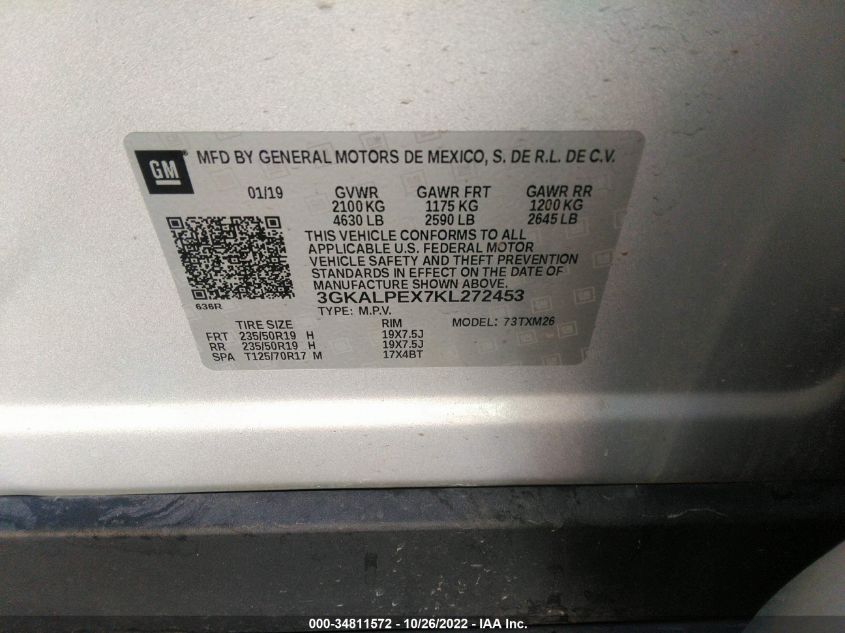 GM
MFD BY GENERAL MOTORS DE MEXICO, S. DE R.L. DE C.V.
01/19 GVWR GAWR FRT GAWR RR
2100 KG 1175 KG 1200 KG
4630 LB 2590 LB 2645 LB
THIS VEHICLE CONFORMS TO ALL
APPLICABLE U.S. FEDERAL MOTOR
VEHICLE SAFETY AND THEFT PREVENTION
STANDARDS IN EFFECT ON THE DATE OF
MANUFACTURE SHOWN ABOVE.
3GKALPEX7KL272453
636R
TYPE: M.P.V.
TIRE SIZE RIM MODEL: 73TXM26
FRT 235/50R19 H 19X7.5J
RR 235/50R19 H 19X7.5J
SPA T125/70R17 M 17X4BT
000-34811572 - 10/26/2022 - IAA Inc.